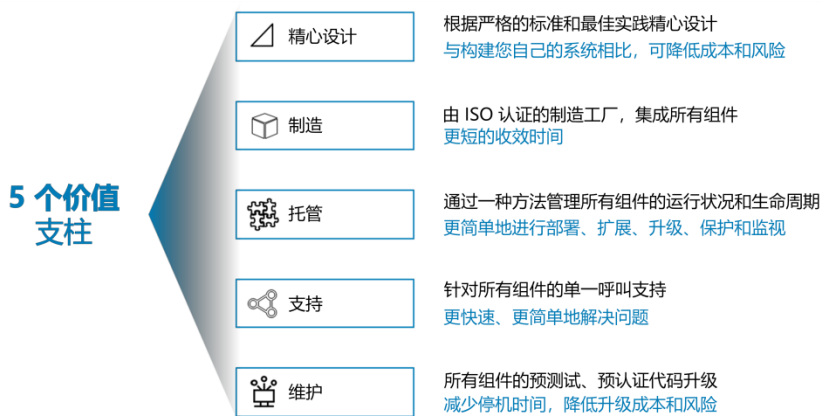 5 个价值
支柱
精心设计
根据严格的标准和最佳实践精心设计
与构建您自己的系统相比，可降低成本和风险
制造
由 ISO 认证的制造工厂，集成所有组件
更短的收效时间
托管
通过一种方法管理所有组件的运行状况和生命周期
更简单地进行部署、扩展、升级、保护和监视
支持
针对所有组件的单一呼叫支持
更快速、更简单地解决问题
维护
所有组件的预测试、预认证代码升级
减少停机时间，降低升级成本和风险